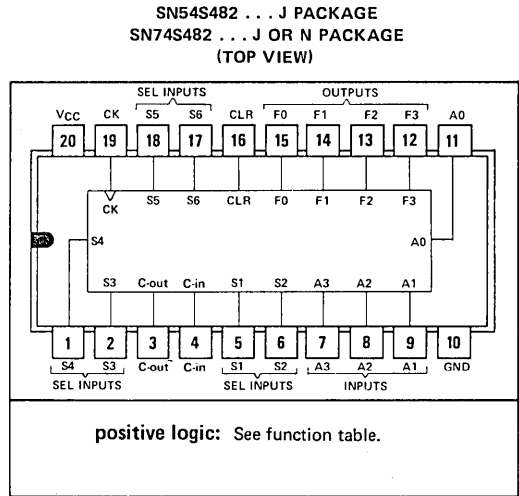 SN54S482 . . . J PACKAGE
SN74S482 . . . J OR N PACKAGE
(TOP VIEW)
SEL INPUTS OUTPUTS
VCC CK S5 S6 CLR F0 F1 F2 F3 A0
20 19 18 17 16 15 14 13 12 11
CK S5 S6 CLR F0 F1 F2 F3
S4 A0
S3 C-out C-in S1 S2 A3 A2 A1
1 2 3 4 5 6 7 8 9 10
S4 S3 C-out C-in S1 S2 A3 A2 A1 GND
SEL INPUTS SEL INPUTS INPUTS
positive logic: See function table.